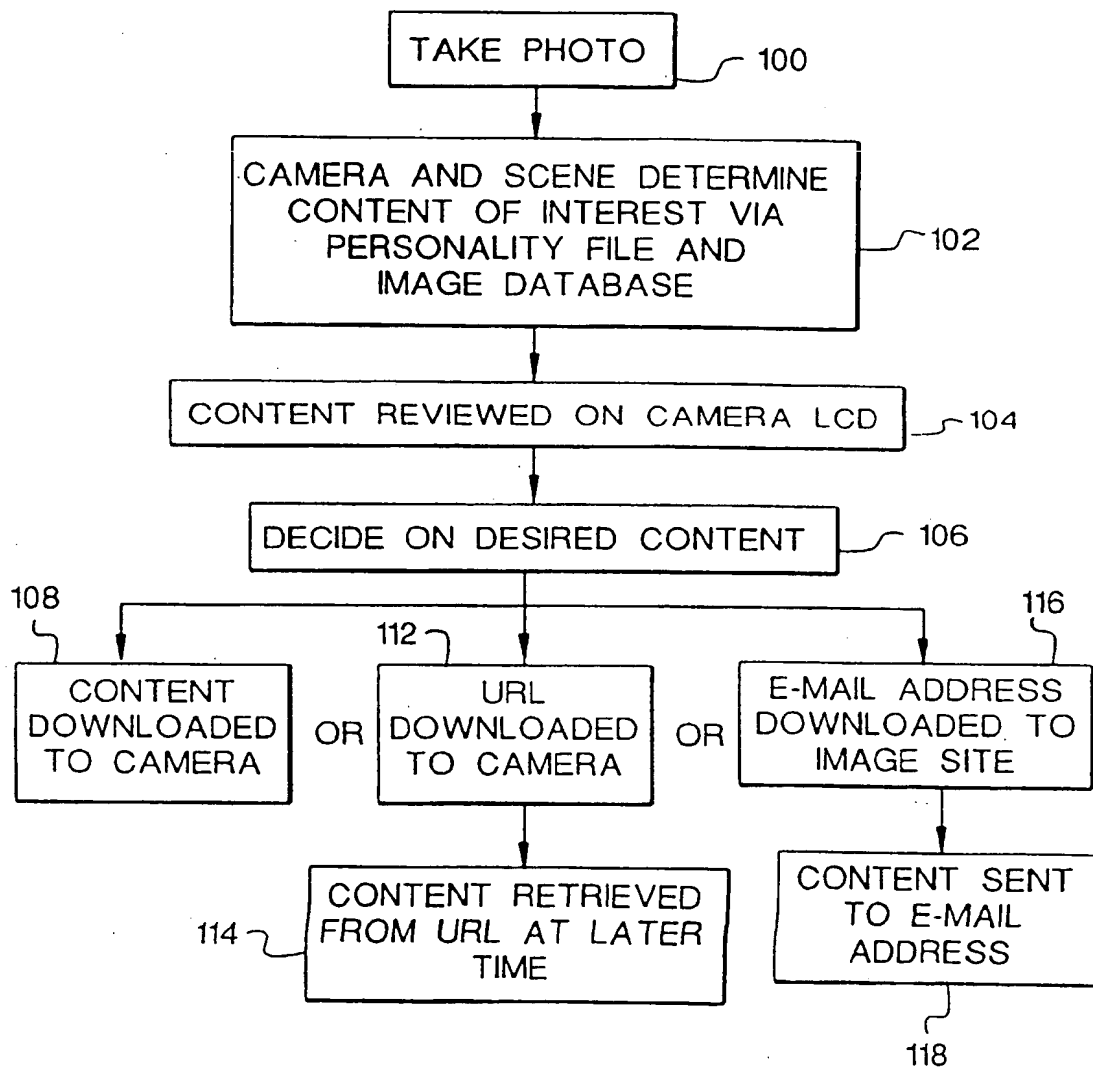 TAKE PHOTO
100
CAMERA AND SCENE DETERMINE
CONTENT OF INTEREST VIA
PERSONALITY FILE AND
IMAGE DATABASE
102
CONTENT REVIEWED ON CAMERA LCD
104
DECIDE ON DESIRED CONTENT
106
108
CONTENT
DOWNLOADED
TO CAMERA
OR
112
URL
DOWNLOADED
TO CAMERA
OR
116
E-MAIL ADDRESS
DOWNLOADED TO
IMAGE SITE
CONTENT RETRIEVED
FROM URL AT LATER
TIME
114
CONTENT SENT
TO E-MAIL
ADDRESS
118